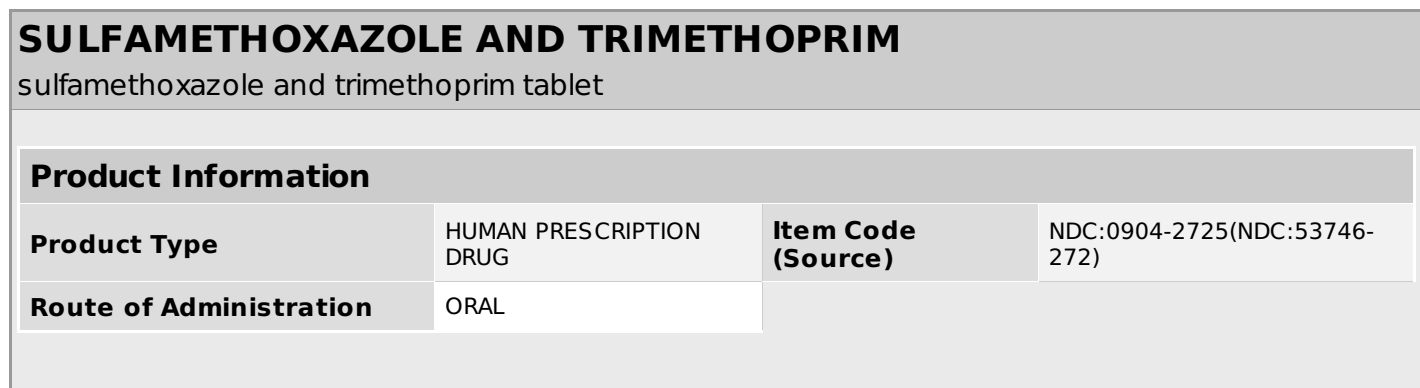 SULFAMETHOXAZOLE AND TRIMETHOPRIM
sulfamethoxazole and trimethoprim tablet
Product Information
Product Type
HUMAN PRESCRIPTION
DRUG
Item Code
(Source)
NDC:0904-2725(NDC:53746-
272)
Route of Administration
ORAL